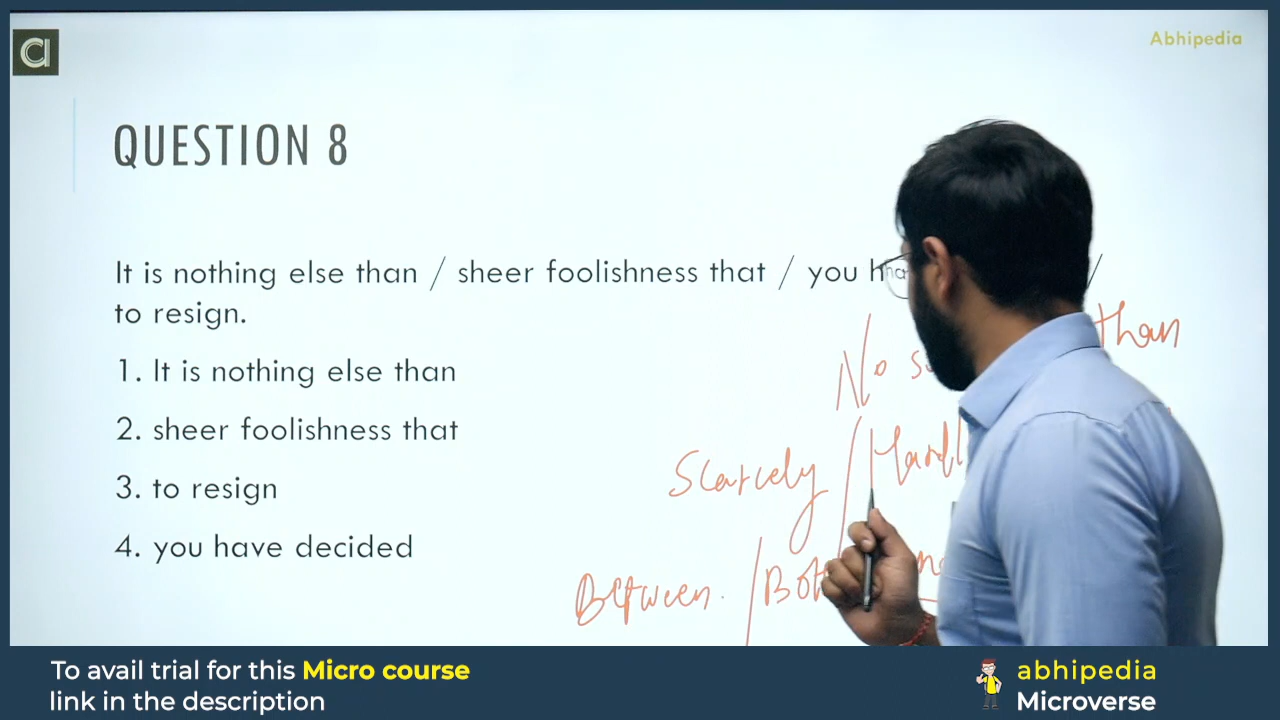 Abhipedia
QUESTION 8
It is nothing else than / sheer foolishness that / you /
to resign.
1. It is nothing else than
2. sheer foolishness that
3. to resign
4. you have decided
No than
Scarcely /
Between. /
To avail trial for this Micro course
link in the description
abhipedia
Microverse